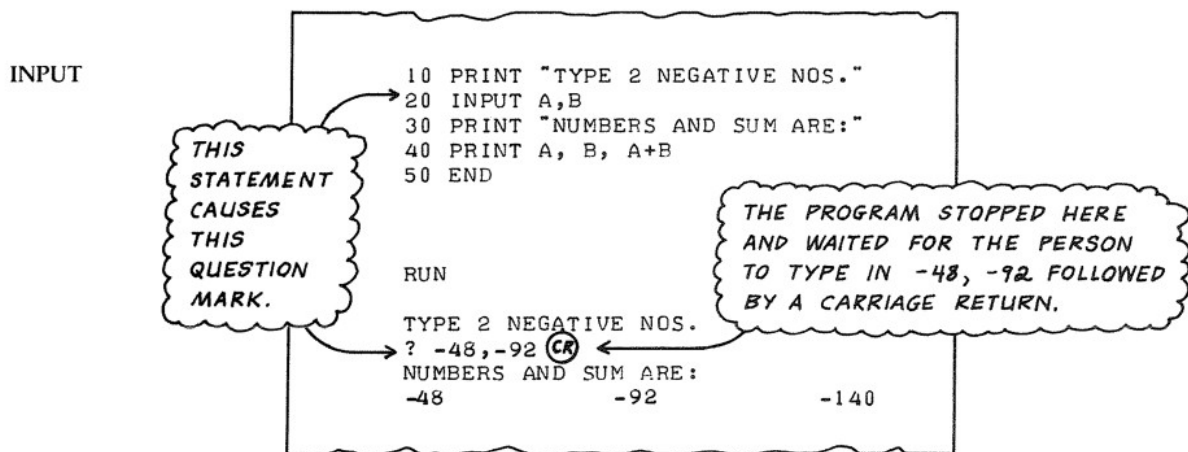 INPUT
10 PRINT "TYPE 2 NEGATIVE NOS."
20 INPUT A,B
30 PRINT "NUMBERS AND SUM ARE:"
40 PRINT A, B, A+B
50 END
THIS
STATEMENT
CAUSES
THIS
QUESTION
MARK.
THE PROGRAM STOPPED HERE
AND WAITED FOR THE PERSON
TO TYPE IN -48, -92 FOLLOWED
BY A CARRIAGE RETURN.
RUN
TYPE 2 NEGATIVE NOS.
? -48,-92 CR
NUMBERS AND SUM ARE:
-48 -92 -140